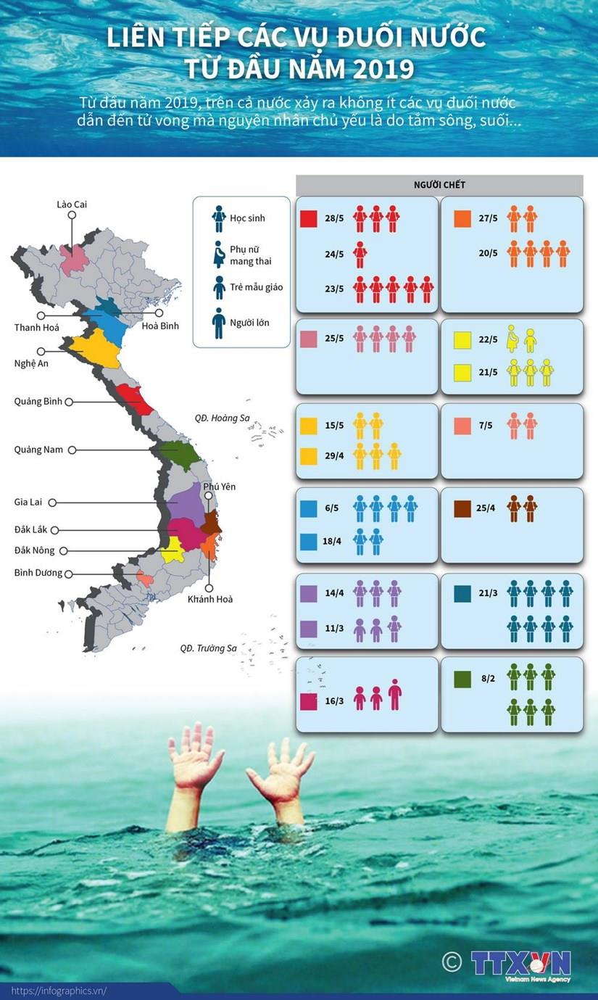 LIÊN TIẾP CÁC VỤ ĐUỐI NƯỚC
TỪ ĐẦU NĂM 2019
Từ đầu năm 2019, trên cả nước xảy ra không ít các vụ đuối nước
dẫn đến tử vong mà nguyên nhân chủ yếu là do tắm sông, suối...
Lào Cai
Thanh Hoá
Hoà Bình
Nghệ An
Quảng Bình
QĐ. Hoàng Sa
Quảng Nam
Phú Yên
Gia Lai
Đắk Lắk
Đắk Nông
Bình Dương
Khánh Hoà
QĐ. Trường Sa
Học sinh
Phụ nữ
mang thai
Trẻ mẫu giáo
Người lớn
NGƯỜI CHẾT
28/5
24/5
23/5
27/5
20/5
25/5
22/5
21/5
15/5
29/4
7/5
6/5
18/4
25/4
14/4
11/3
21/3
16/3
8/2
© TTXVN
Vietnam News Agency
https://infographics.vn/